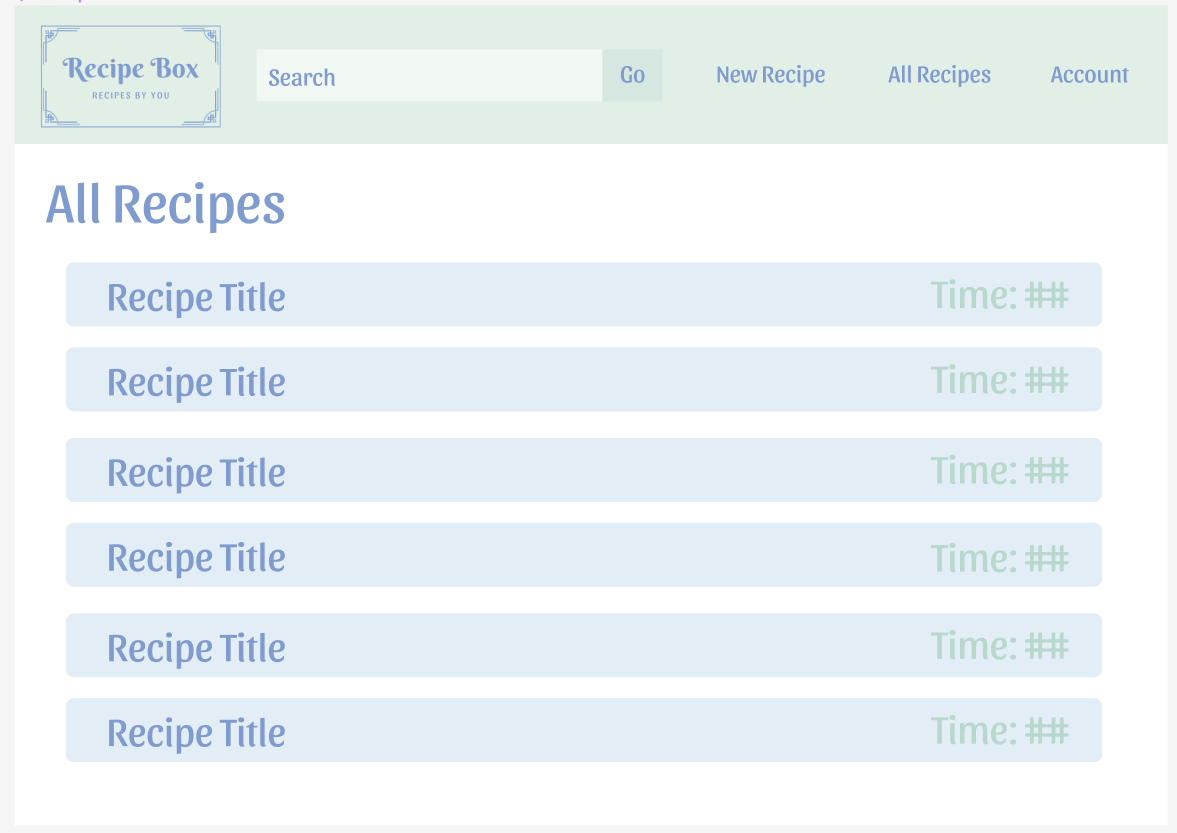 Recipe Box
RECIPES BY YOU
Search
Go
New Recipe
All Recipes
Account
All Recipes
Recipe Title Time: ##
Recipe Title Time: ##
Recipe Title Time: ##
Recipe Title Time: ##
Recipe Title Time: ##
Recipe Title Time: ##